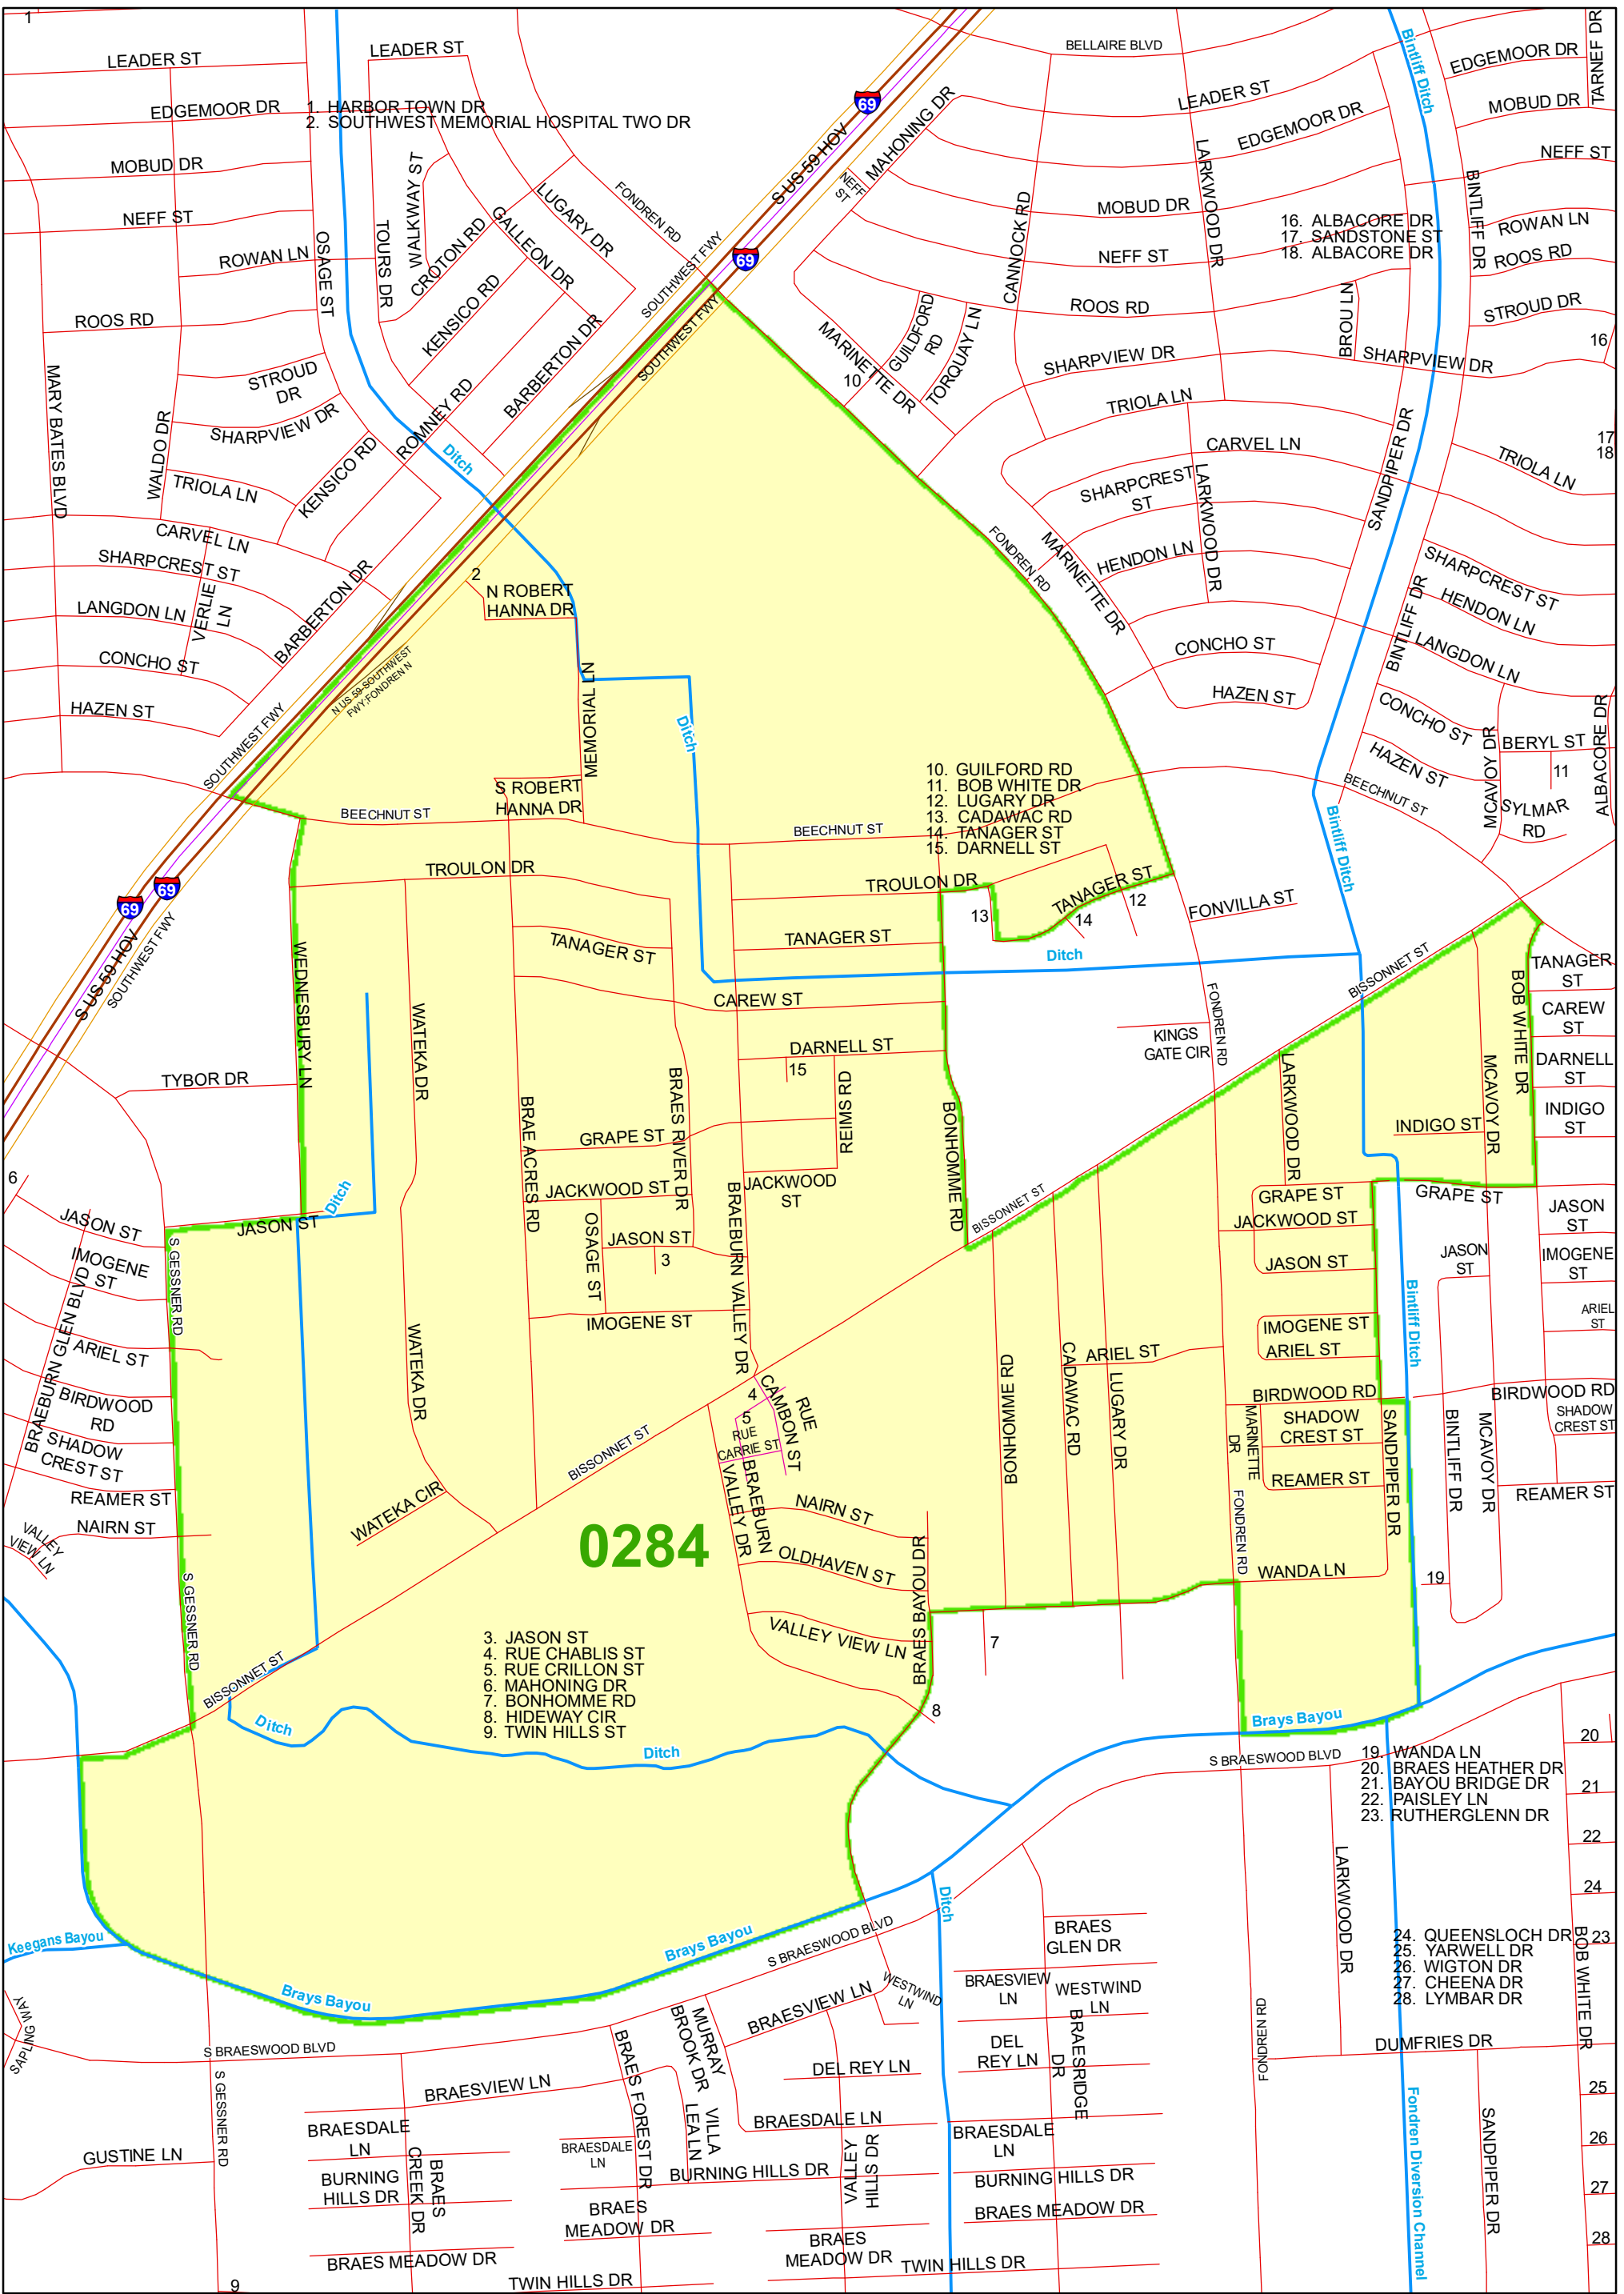 1
LEADER ST
LEADER ST
BELLAIRE BLVD
Bintliff Ditch
EDGEMOOR DR
TARNEF DR
EDGEMOOR DR
1. HARBOR TOWN DR
2. SOUTHWEST MEMORIAL HOSPITAL TWO DR
69
S US 59 HOV
MAHONING DR
NEFF ST
LEADER ST
EDGEMOOR DR
MOBUD DR
NEFF ST
MOBUD DR
NEFF ST
ROWAN LN
OSAGE ST
TOURS DR
WALKWAY ST
CROTON RD
GALLEON DR
LUGARY DR
FONDREN RD
SOUTHWEST FWY
69
SOUTHWEST FWY
CANNOCK RD
LARKWOOD DR
MOBUD DR
NEFF ST
16. ALBACORE DR
17. SANDSTONE ST
18. ALBACORE DR
BINTLIFF DR
ROWAN LN
ROOS RD
STROUD DR
16
ROOS RD
KENSICO RD
BARBERTON DR
MARINETTE DR
GUILFORD RD
TORQUAY LN
10
ROOS RD
BROU LN
SHARPVIEW DR
SHARPVIEW DR
MARY BATES BLVD
WALDO DR
STROUD DR
SHARPVIEW DR
ROMNEY RD
KENSICO RD
Ditch
TRIOLA LN
TRIOLA LN
CARVEL LN
SANDPIPER DR
17
18
TRIOLA LN
CARVEL LN
SHARPCREST ST
LARKWOOD DR
SHARPCREST ST
LANGDON LN
VERLIE LN
BARBERTON DR
2
N ROBERT
HANNA DR
FONDREN RD
MARINETTE DR
HENDON LN
BINTLIFF DR
SHARPCREST ST
HENDON LN
LANGDON LN
CONCHO ST
HAZEN ST
SOUTHWEST FWY
N US 59-SOUTHWEST
FWY;FONDREN N
MEMORIAL LN
Ditch
CONCHO ST
HAZEN ST
CONCHO ST
HAZEN ST
MCAVOY DR
BERYL ST
11
ALBACORE DR
BEECHNUT ST
SYLMAR RD
Bintliff Ditch
S ROBERT
HANNA DR
BEECHNUT ST
BEECHNUT ST
10. GUILFORD RD
11. BOB WHITE DR
12. LUGARY DR
13. CADAWAC RD
14. TANAGER ST
15. DARNELL ST
69
69
S US 59 HOV
SOUTHWEST FWY
TROULON DR
TROULON DR
TANAGER ST
12
13
14
FONVILLA ST
WEDNESBURY LN
TANAGER ST
TANAGER ST
Ditch
BISSONNET ST
BOB WHITE DR
TANAGER ST
CAREW ST
DARNELL ST
INDIGO ST
WATEKA DR
CAREW ST
DARNELL ST
15
REIMS RD
KINGS
GATE CIR
FONDREN RD
LARKWOOD DR
MCAVOY DR
INDIGO ST
TYBOR DR
BRAE ACRES RD
BRAES RIVER DR
GRAPE ST
BONHOMME RD
6
Ditch
JACKWOOD ST
JACKWOOD ST
BRAEBURN VALLEY DR
BISSONNET ST
GRAPE ST
GRAPE ST
JACKWOOD ST
JASON ST
JASON ST
JASON ST
S GESSNER RD
OSAGE ST
JASON ST
3
JASON ST
JASON ST
IMOGENE ST
IMOGENE ST
ARIEL ST
BRAEBURN GLEN BLVD
ARIEL ST
BIRDWOOD RD
SHADOW
CREST ST
REAMER ST
NAIRN ST
VALLEY
VIEW LN
WATEKA DR
WATEKA CIR
IMOGENE ST
4
5
RUE
CAMBON ST
RUE
CARRIE ST
BRAEBURN
VALLEY DR
BISSONNET ST
BONHOMME RD
CADAWAC RD
ARIEL ST
LUGARY DR
IMOGENE ST
ARIEL ST
Bintliff Ditch
BIRDWOOD RD
BIRDWOOD RD
MARINETTE DR
SHADOW
CREST ST
REAMER ST
SANDPIPER DR
BINTLIFF DR
MCAVOY DR
SHADOW
CREST ST
REAMER ST
0284
NAIRN ST
OLDHAVEN ST
VALLEY VIEW LN
BRAES BAYOU DR
FONDREN RD
WANDA LN
19
7
8
S GESSNER RD
BISSONNET ST
Ditch
3. JASON ST
4. RUE CHABLIS ST
5. RUE CRILLON ST
6. MAHONING DR
7. BONHOMME RD
8. HIDEWAY CIR
9. TWIN HILLS ST
Ditch
Brays Bayou
S BRAESWOOD BLVD
19. WANDA LN
20. BRAES HEATHER DR
21. BAYOU BRIDGE DR
22. PAISLEY LN
23. RUTHERGLENN DR
20
21
22
24
23
Keegans Bayou
Brays Bayou
Brays Bayou
S BRAESWOOD BLVD
Ditch
BRAES
GLEN DR
LARKWOOD DR
24. QUEENSLOCH DR
25. YARWELL DR
26. WIGTON DR
27. CHEENA DR
28. LYMBAR DR
BOB WHITE DR
SAPLING WAY
S BRAESWOOD BLVD
S GESSNER RD
BRAESVIEW LN
BRAES FOREST DR
MURRAY
BROOK DR
VILLA
LEA LN
BRAESVIEW LN
WESTWIND LN
BRAESVIEW LN
WESTWIND LN
DEL REY LN
DEL
REY LN
BRAESRIDGE DR
FONDREN RD
DUMFRIES DR
25
26
27
28
GUSTINE LN
BRAESDALE LN
BURNING
HILLS DR
BRAES
CREEK DR
BRAES MEADOW DR
BRAESDALE LN
BRAESDALE LN
BURNING HILLS DR
BRAES
MEADOW DR
VALLEY
HILLS DR
BRAES
MEADOW DR
BRAESDALE LN
BURNING HILLS DR
BRAES MEADOW DR
TWIN HILLS DR
TWIN HILLS DR
9
Fondren Diversion Channel
SANDPIPER DR